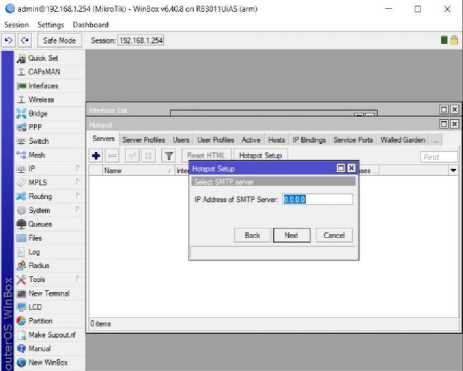 admin@192.168.1.254 (MikroTik) - WinBox v6.40.8 on RB3011UiAS (arm)
Session Settings Dashboard
Safe Mode Session: 192.168.1.254
Quick Set
CAPsMAN
Interfaces
Wireless
Bridge
PPP
Switch
Mesh
IP
MPLS
Routing
System
Queues
Files
Log
Radius
Tools
New Terminal
LCD
Partition
Make Supout.rif
Manual
New WinBox
RouterOS WinBox
Interface List
Hotspot
Servers Server Profiles Users User Profiles Active Hosts IP Bindings Service Ports Walled Garden ...
Reset HTML Hotspot Setup Find
Name
Hotspot Setup
Select SMTP server
IP Address of SMTP Server: 0.0.0.0
Back Next Cancel
0 items